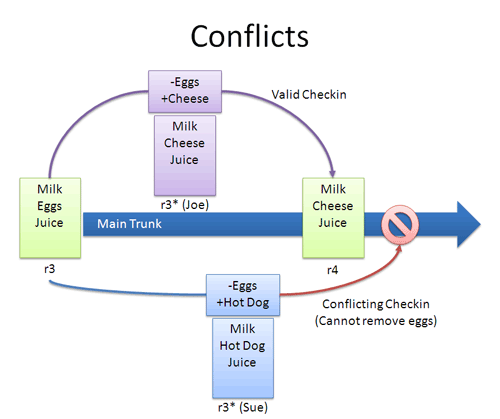 Conflicts
-Eggs
+Cheese
Valid Checkin
Milk
Cheese
Juice
r3* (Joe)
Milk
Eggs
Juice
r3
Main Trunk
Milk
Cheese
Juice
r4
-Eggs
+Hot Dog
Conflicting Checkin
(Cannot remove eggs)
Milk
Hot Dog
Juice
r3* (Sue)